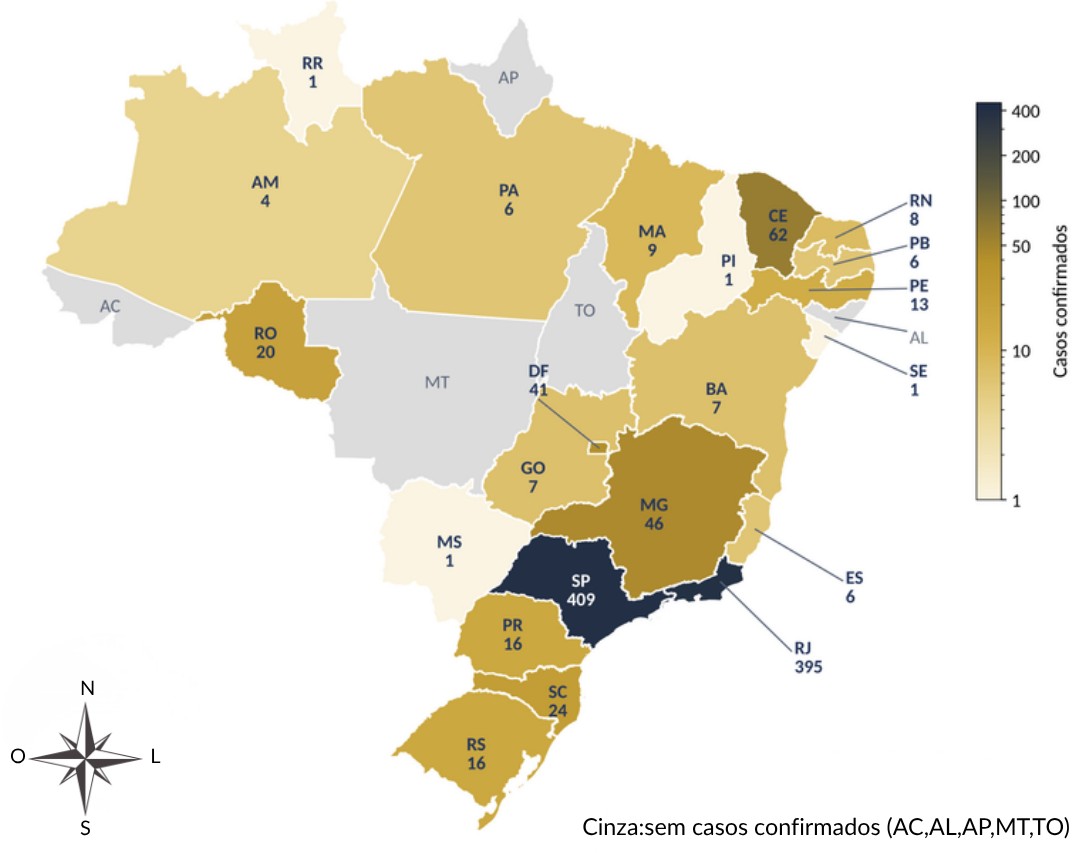 RR
1
AP
AM
4
PA
6
MA
9
PI
1
CE
62
RN
8
PB
6
PE
13
AL
SE
1
AC
RO
20
MT
TO
DF
41
BA
7
GO
7
MG
46
MS
1
SP
409
ES
6
RJ
395
PR
16
SC
24
RS
16
400
200
100
50
10
1
Casos confirmados
N
O
L
S
Cinza:sem casos confirmados (AC,AL,AP,MT,TO)